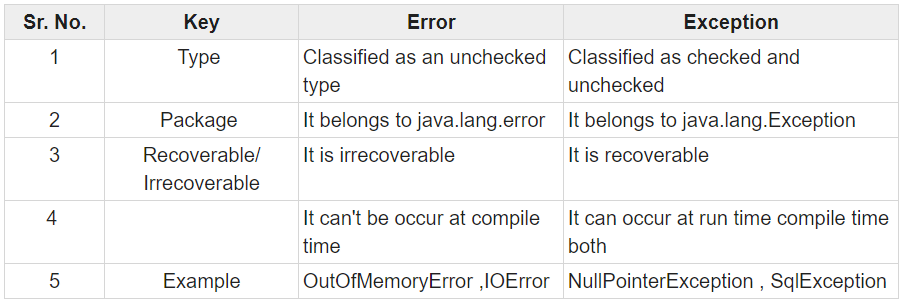 Sr. No. Key Error Exception
1 Type Classified as an unchecked type Classified as checked and unchecked
2 Package It belongs to java.lang.error It belongs to java.lang.Exception
3 Recoverable/ Irrecoverable It is irrecoverable It is recoverable
4 It can't be occur at compile time It can occur at run time compile time both
5 Example OutOfMemoryError ,IOError NullPointerException , SqlException